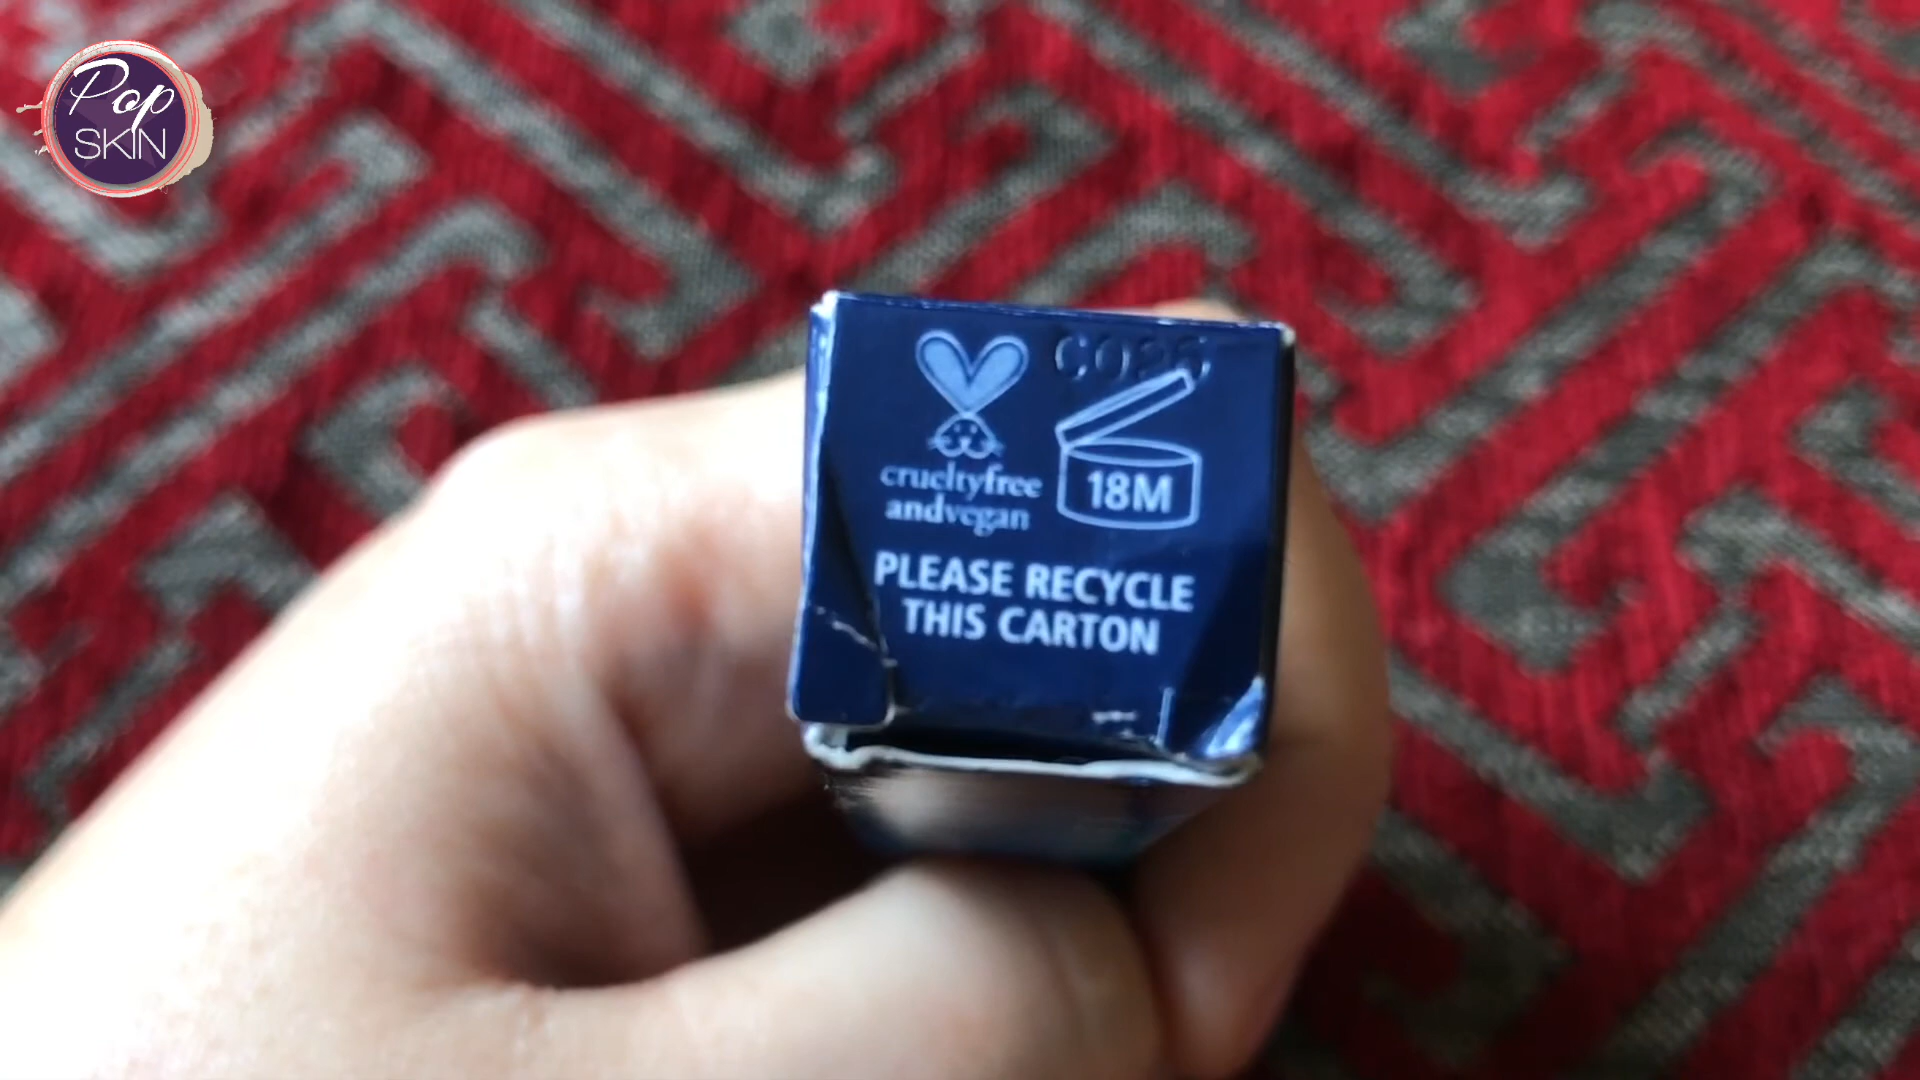 Pop
SKIN
crueltyfree
andvegan
18M
PLEASE RECYCLE
THIS CARTON